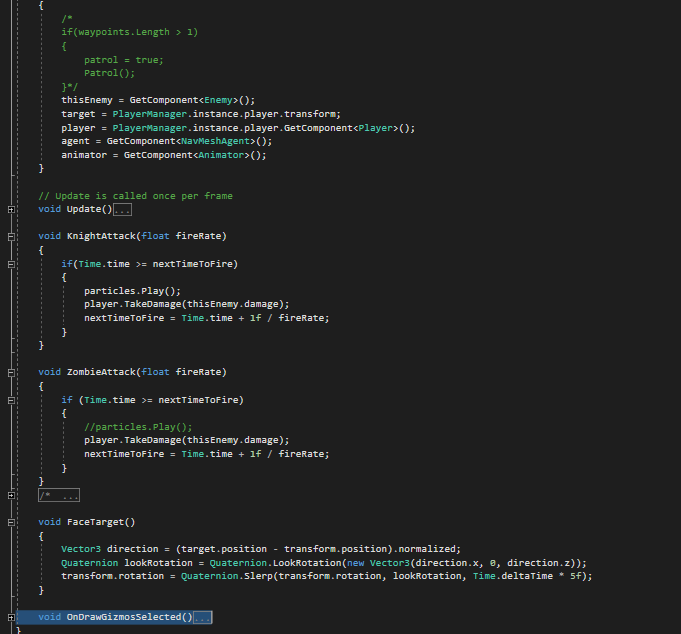 {
/*
if(waypoints.Length > 1)
{
patrol = true;
Patrol();
}*/
thisEnemy = GetComponent<Enemy>();
target = PlayerManager.instance.player.transform;
player = PlayerManager.instance.player.GetComponent<Player>();
agent = GetComponent<NavMeshAgent>();
animator = GetComponent<Animator>();
}
// Update is called once per frame
void Update()...
void KnightAttack(float fireRate)
{
if(Time.time >= nextTimeToFire)
{
particles.Play();
player.TakeDamage(thisEnemy.damage);
nextTimeToFire = Time.time + 1f / fireRate;
}
}
void ZombieAttack(float fireRate)
{
if (Time.time >= nextTimeToFire)
{
//particles.Play();
player.TakeDamage(thisEnemy.damage);
nextTimeToFire = Time.time + 1f / fireRate;
}
}
/* ...
void FaceTarget()
{
Vector3 direction = (target.position - transform.position).normalized;
Quaternion lookRotation = Quaternion.LookRotation(new Vector3(direction.x, 0, direction.z));
transform.rotation = Quaternion.Slerp(transform.rotation, lookRotation, Time.deltaTime * 5f);
}
void OnDrawGizmosSelected()...
}